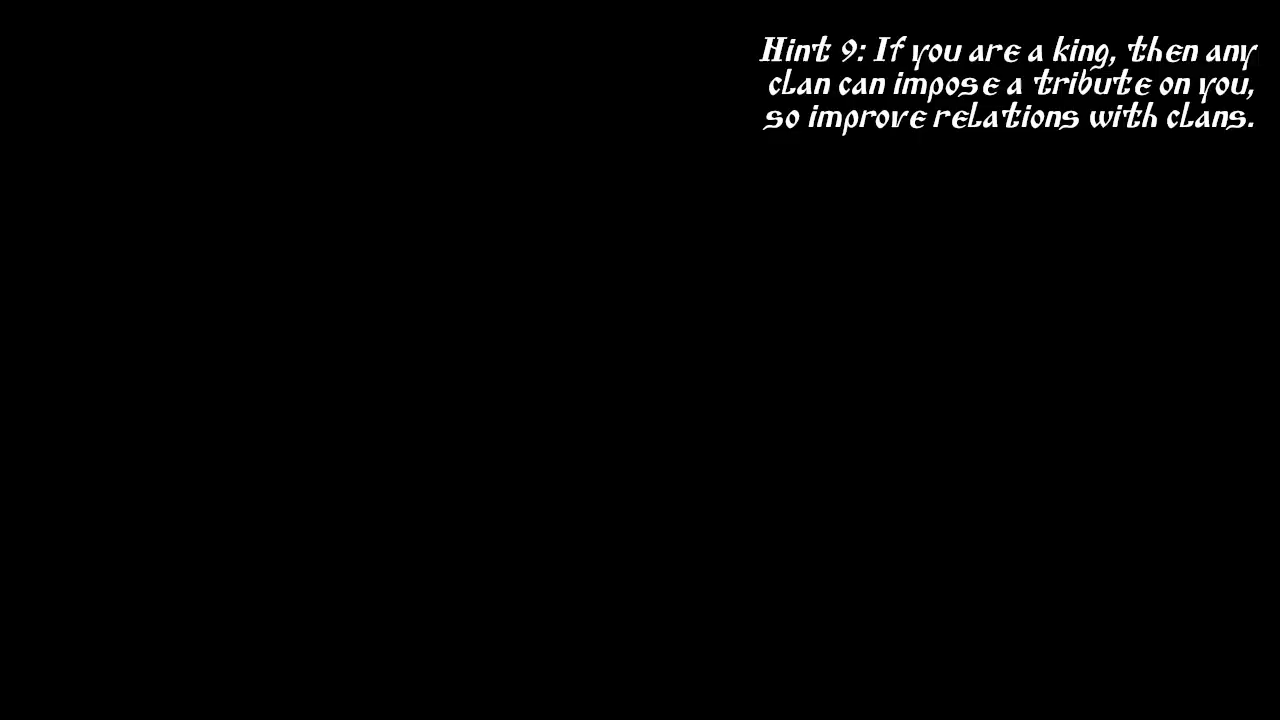 Hint 9: If you are a king, then any
clan can impose a tribute on you,
so improve relations with clans.